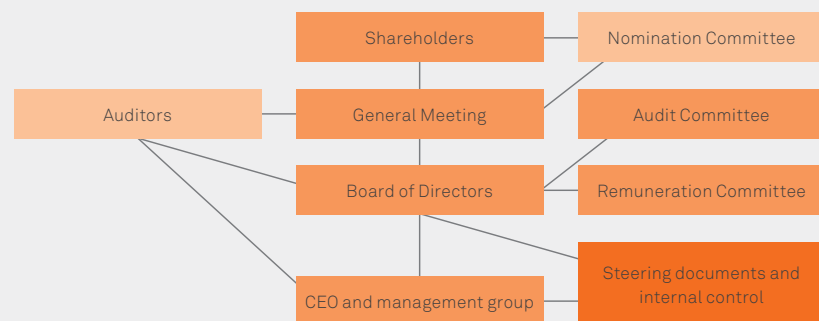 Shareholders
Nomination Committee
Auditors
General Meeting
Audit Committee
Board of Directors
Remuneration Committee
Steering documents and
internal control
CEO and management group